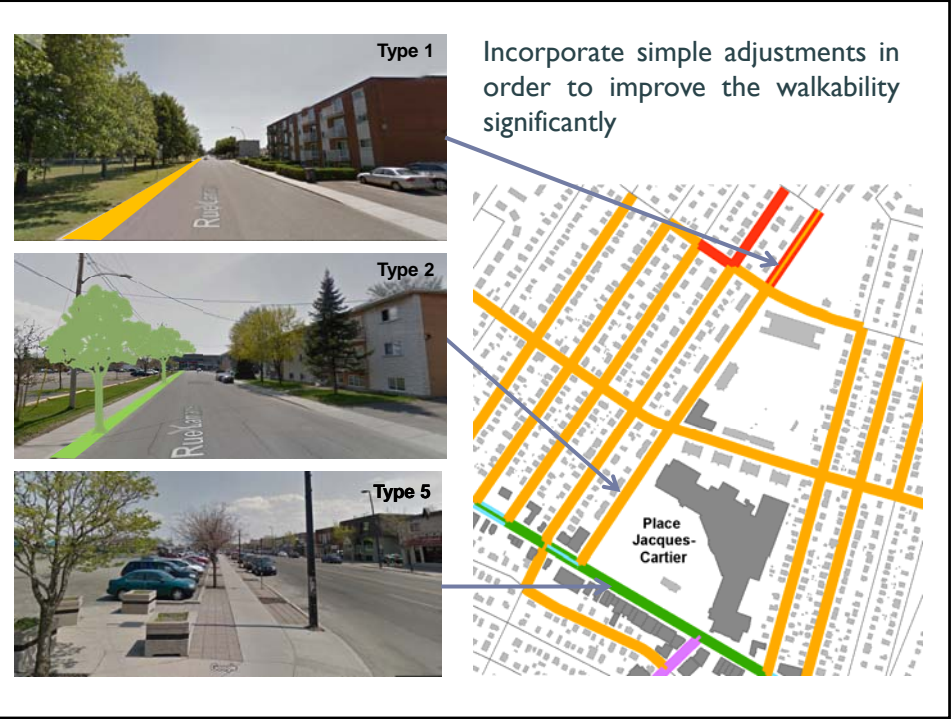 Type 1
Incorporate simple adjustments in
order to improve the walkability
significantly
Type 2
Type 5
Google
Place
Jacques-
Cartier